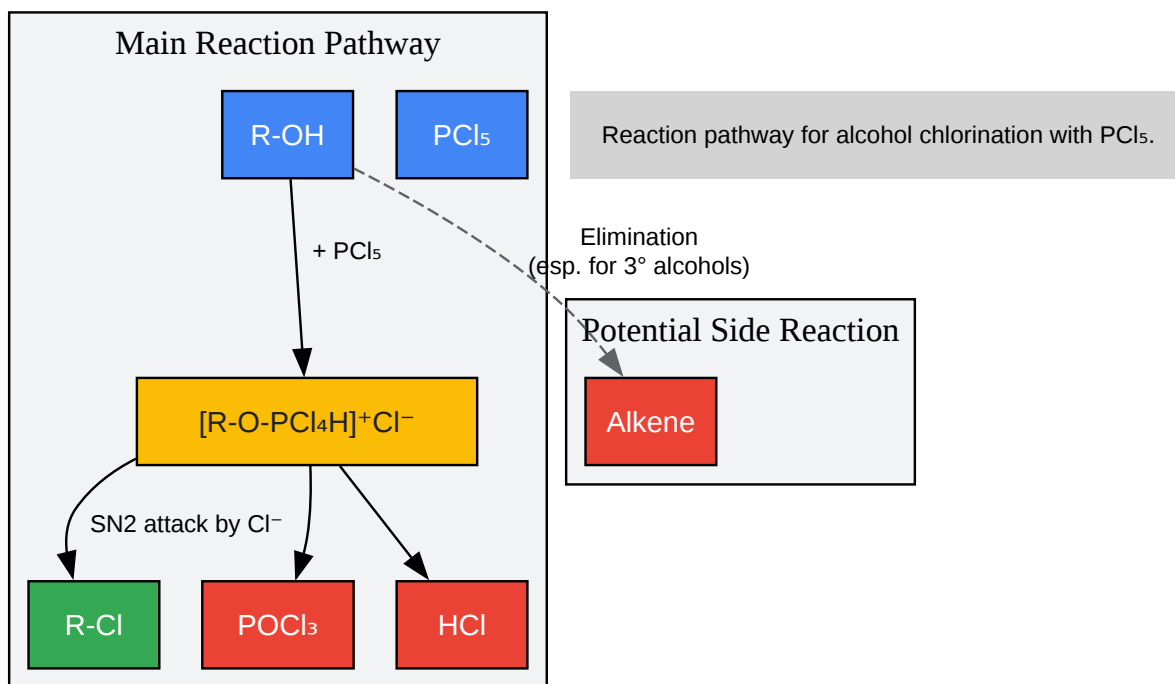 Main Reaction Pathway
R-OH
PCl₅
Reaction pathway for alcohol chlorination with PCl₅.
+ PCl₅
Elimination
(esp. for 3° alcohols)
Potential Side Reaction
[R-O-PCl₄H]⁺Cl⁻
Alkene
SN2 attack by Cl⁻
R-Cl
POCl₃
HCl